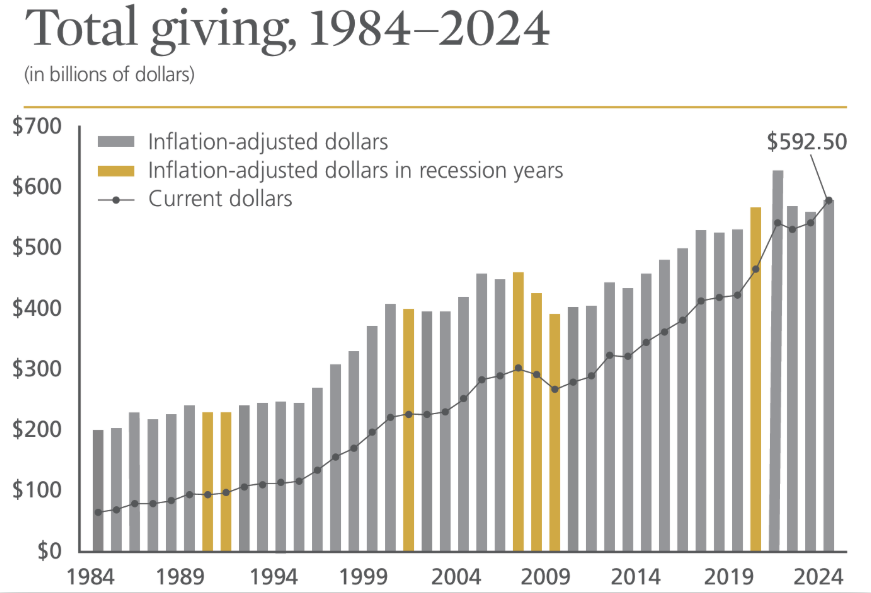 Total giving, 1984–2024
(in billions of dollars)
$700
Inflation-adjusted dollars
$592.50
Inflation-adjusted dollars in recession years
$600
Current dollars
$500
$400
$300
$200
$100
$0
1984 1989 1994 1999 2004 2009 2014 2019 2024